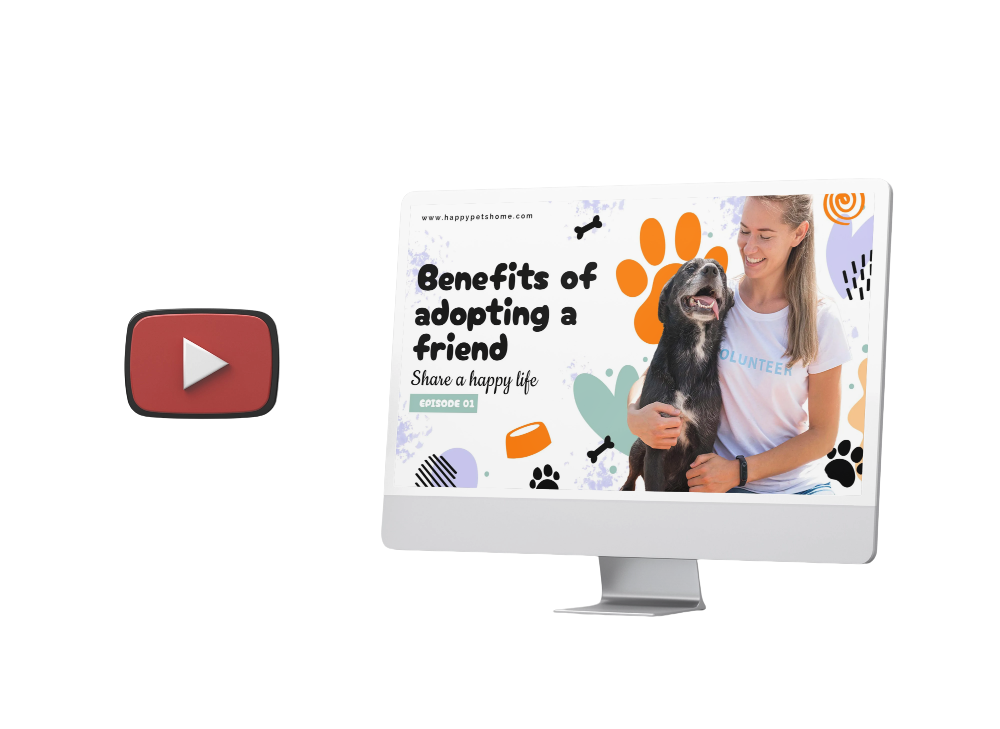 www.happypetshome.com
Benefits of
adopting a
friend
Share a happy life
EPISODE 01
OLUNTEER